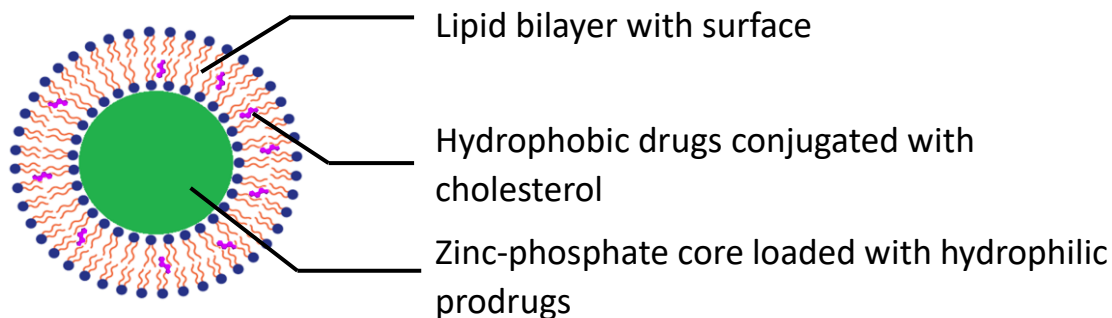 Lipid bilayer with surface
Hydrophobic drugs conjugated with
cholesterol
Zinc-phosphate core loaded with hydrophilic
prodrugs